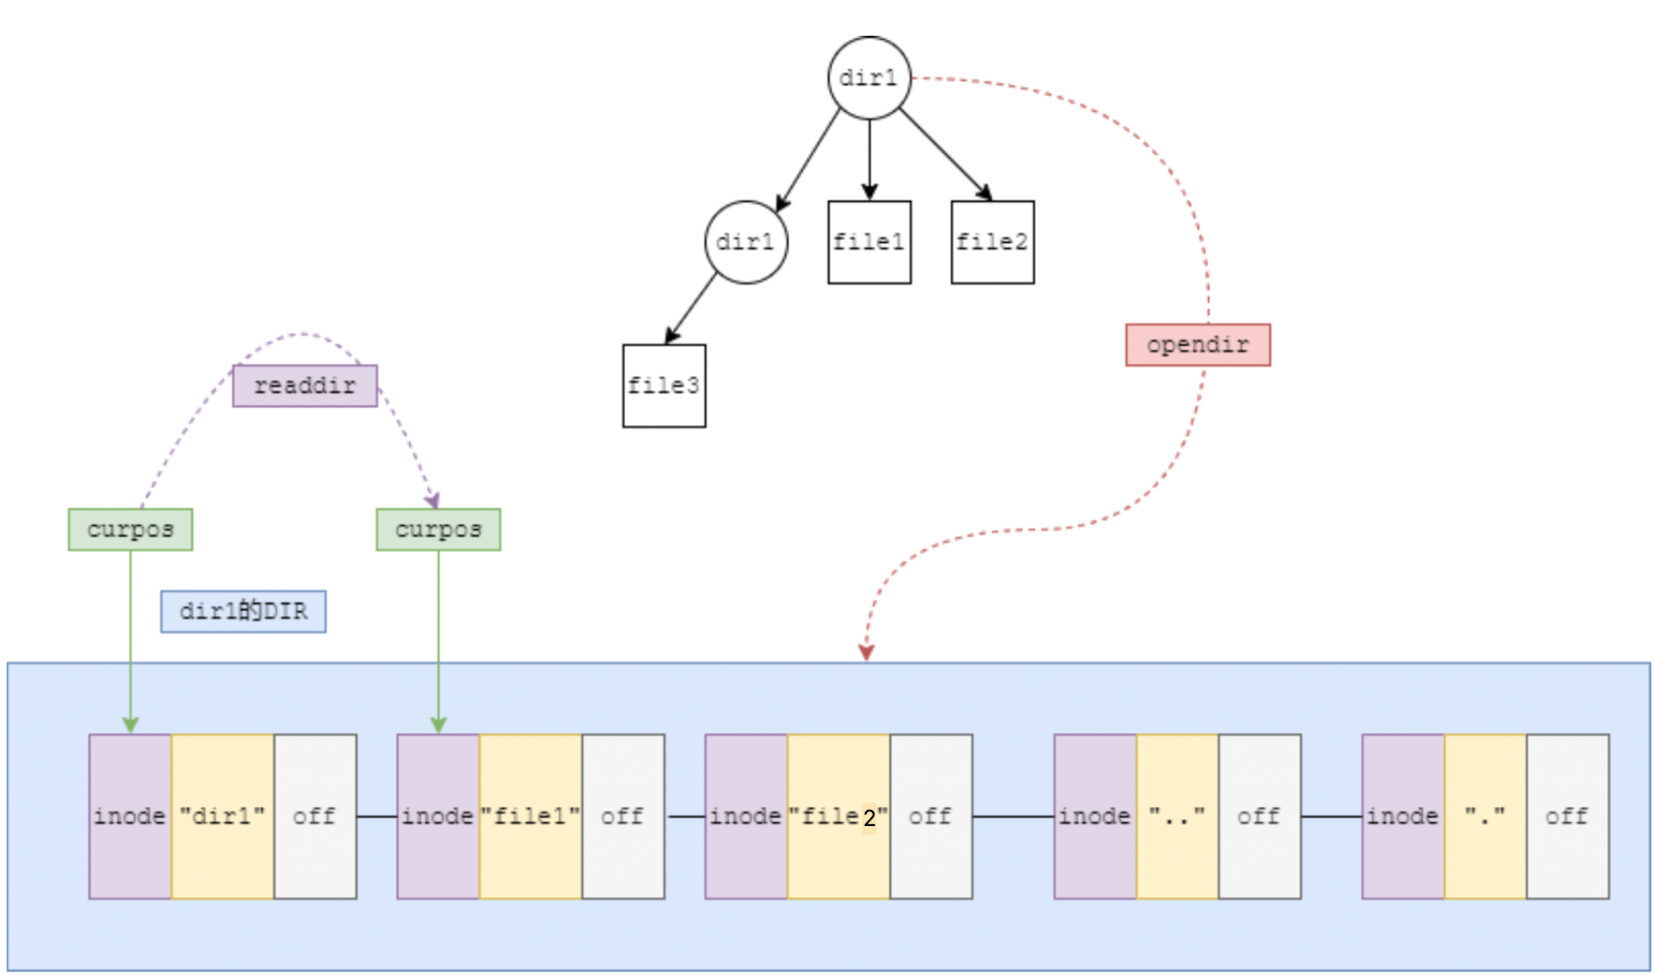 dir1
dir1
file1
file2
opendir
file3
readdir
curpos
curpos
dir1的DIR
inode "dir1" off
inode "file1" off
inode "file2" off
inode ".." off
inode "." off